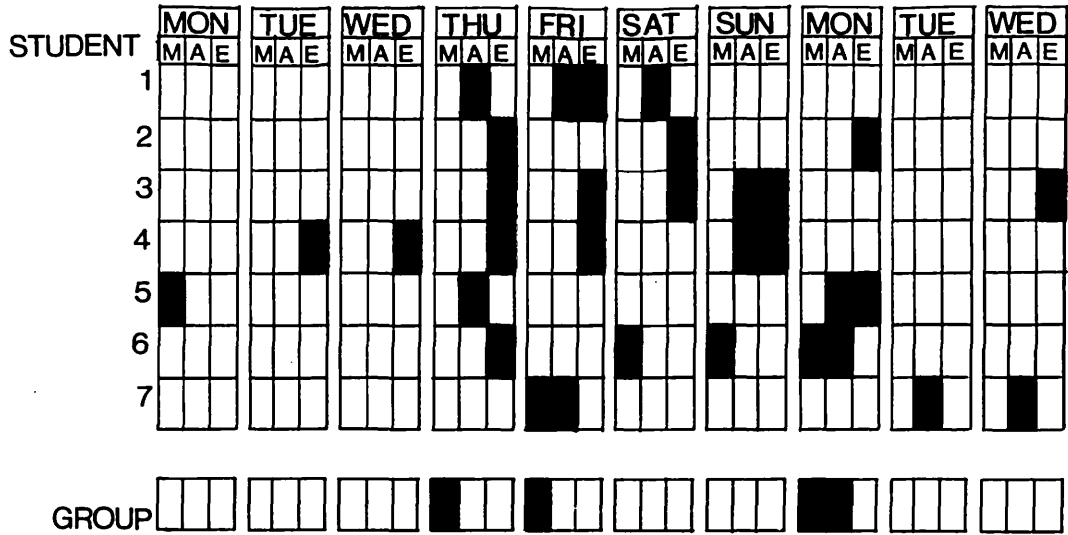 MON TUE WED THU FRI SAT SUN MON TUE WED
STUDENT M A E M A E M A E M A E M A E M A E M A E M A E M A E M A E
1
2
3
4
5
6
7
GROUP